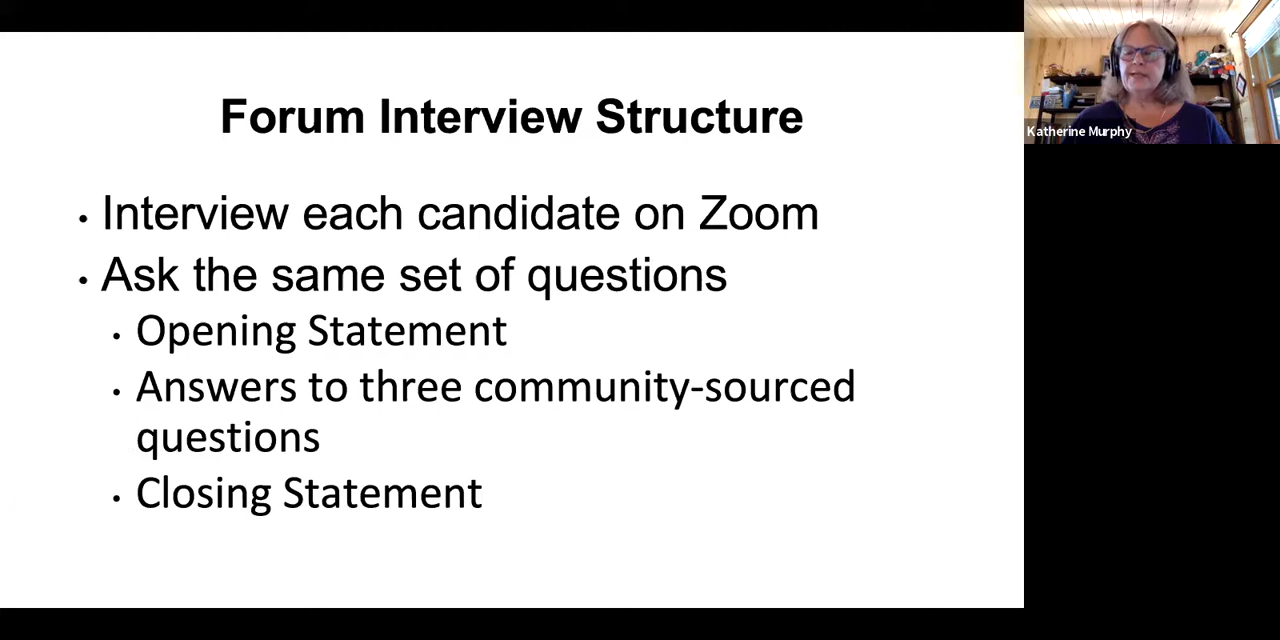 Forum Interview Structure
• Interview each candidate on Zoom
• Ask the same set of questions
• Opening Statement
• Answers to three community-sourced
questions
• Closing Statement
Katherine Murphy